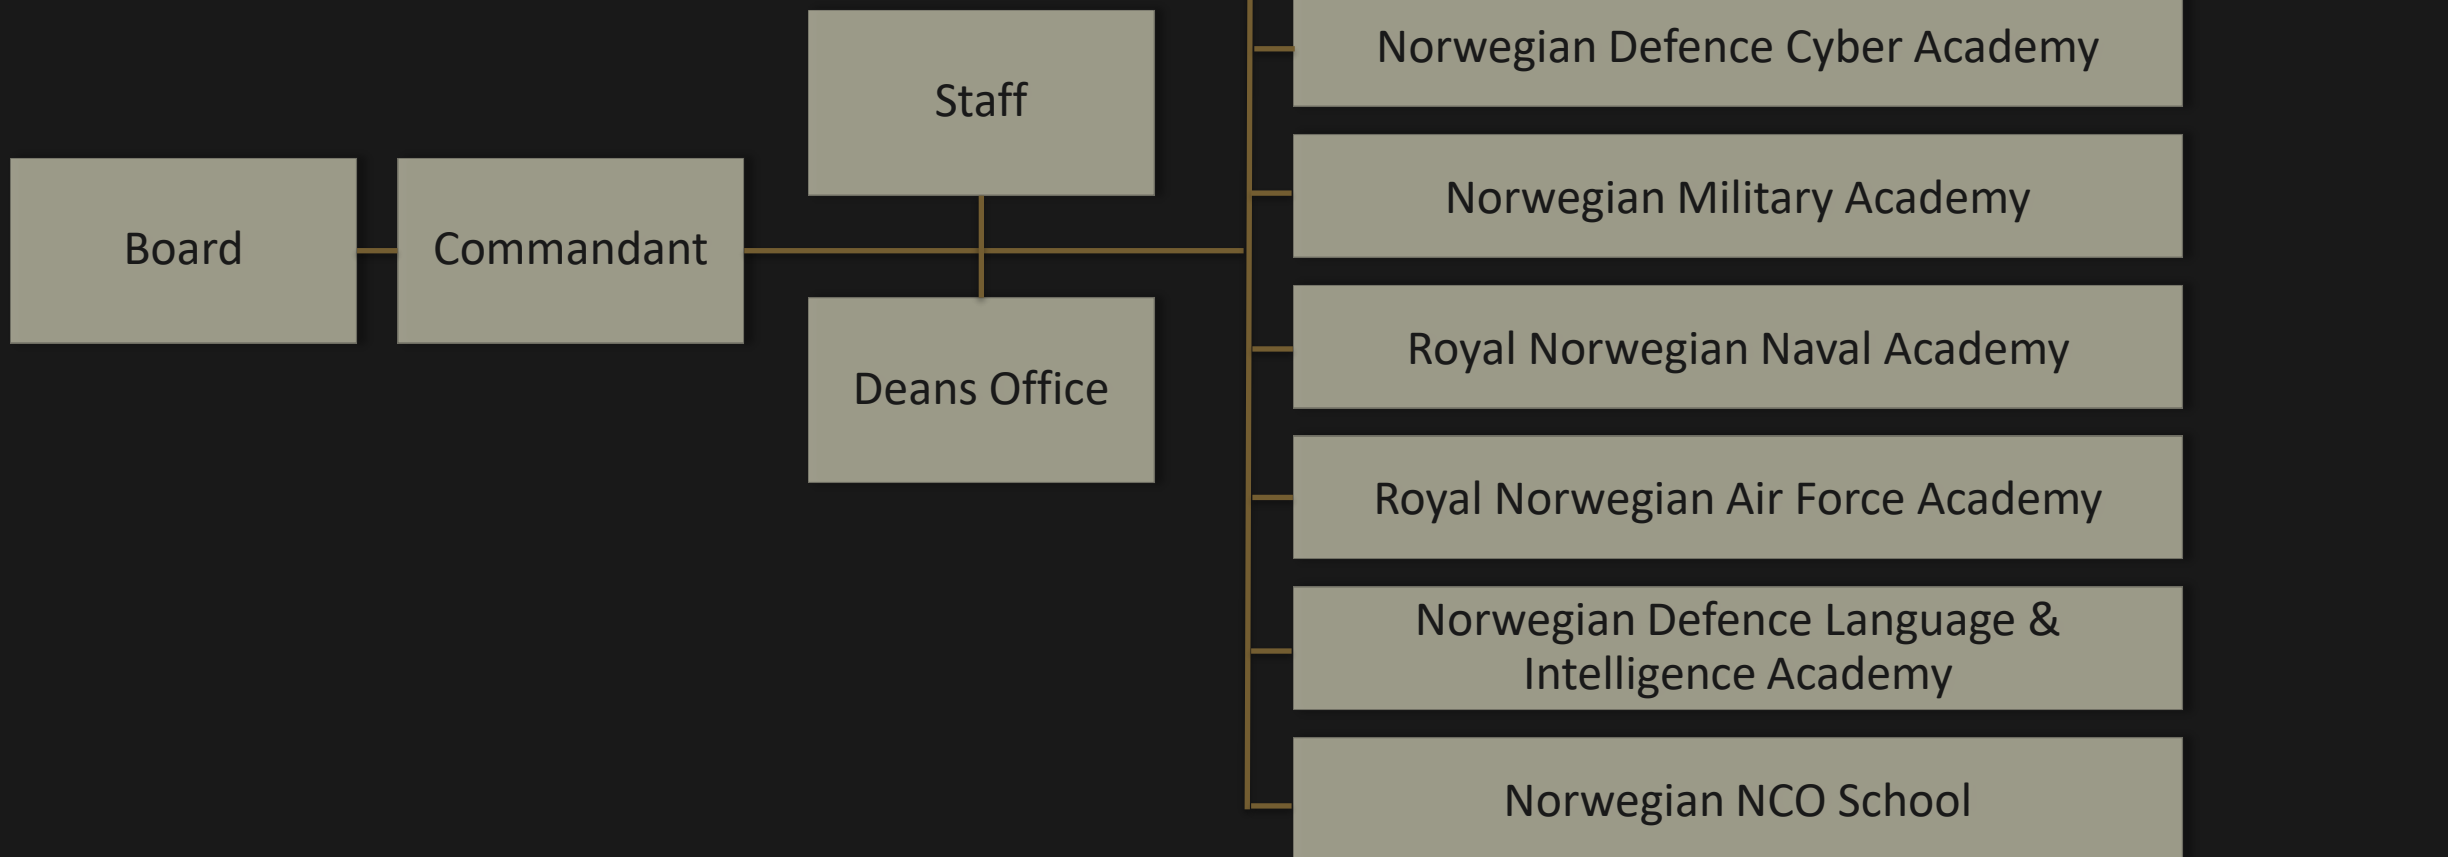 Board
Commandant
Staff
Deans Office
Norwegian Defence Cyber Academy
Norwegian Military Academy
Royal Norwegian Naval Academy
Royal Norwegian Air Force Academy
Norwegian Defence Language &
Intelligence Academy
Norwegian NCO School